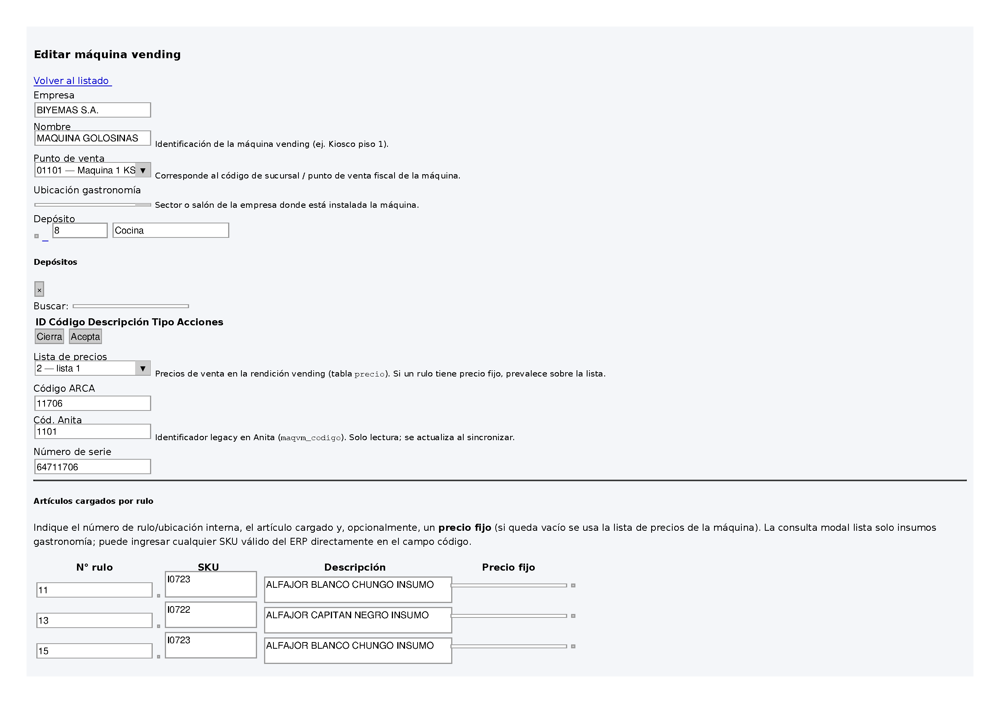 Editar máquina vending
Volver al listado
Empresa
BIYEMAS S.A.
Nombre
MAQUINA GOLOSINAS
Identificación de la máquina vending (ej. Kiosco piso 1).
Punto de venta
01101 — Maquina 1 KS ▼
Corresponde al código de sucursal / punto de venta fiscal de la máquina.
Ubicación gastronomía
Sector o salón de la empresa donde está instalada la máquina.
Depósito
8 Cocina
Depósitos
×
Buscar:
ID Código Descripción Tipo Acciones
Cierra Acepta
Lista de precios
2 — lista 1 ▼
Precios de venta en la rendición vending (tabla precio). Si un rulo tiene precio fijo, prevalece sobre la lista.
Código ARCA
11706
Cód. Anita
1101
Identificador legacy en Anita (maqvm_codigo). Solo lectura; se actualiza al sincronizar.
Número de serie
64711706
Artículos cargados por rulo
Indique el número de rulo/ubicación interna, el artículo cargado y, opcionalmente, un precio fijo (si queda vacío se usa la lista de precios de la máquina). La consulta modal lista solo insumos
gastronomía; puede ingresar cualquier SKU válido del ERP directamente en el campo código.
N° rulo SKU Descripción Precio fijo
11 I0723 ALFAJOR BLANCO CHUNGO INSUMO
13 I0722 ALFAJOR CAPITAN NEGRO INSUMO
15 I0723 ALFAJOR BLANCO CHUNGO INSUMO